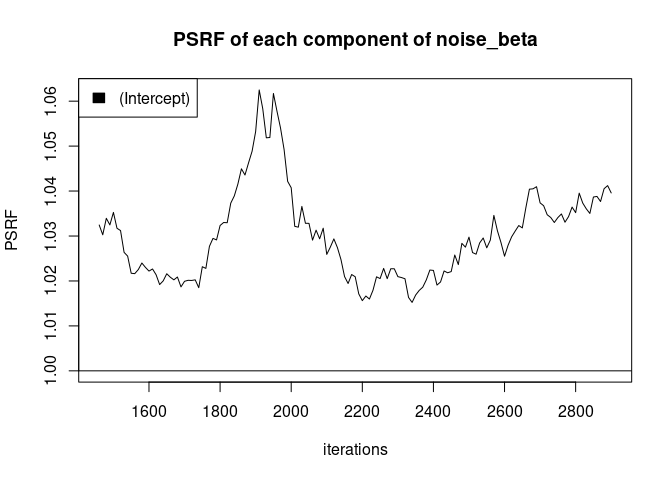 PSRF of each component of noise_beta
(Intercept)
PSRF
1.06
1.05
1.04
1.03
1.02
1.01
1.00
1600 1800 2000 2200 2400 2600 2800
iterations